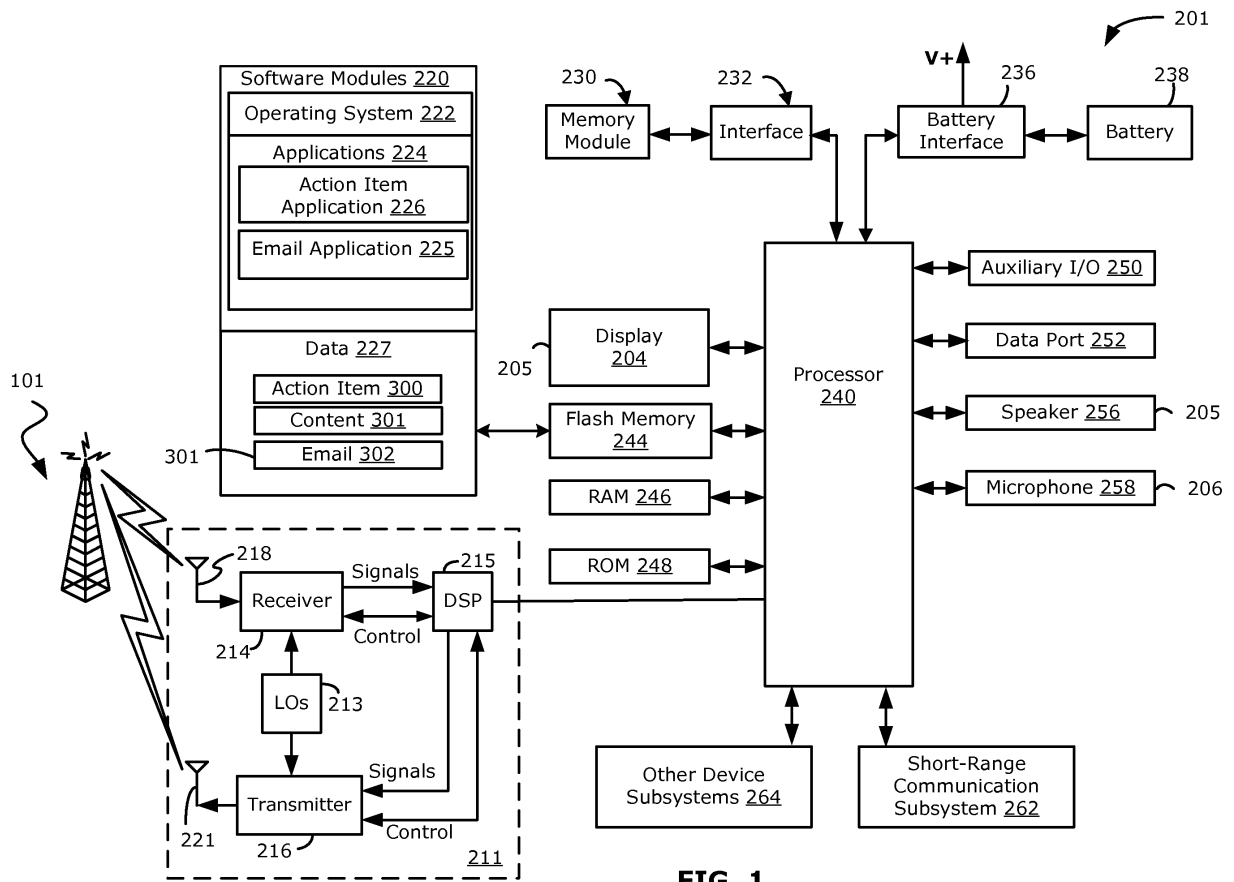 201
V+
230
232
236
238
Memory
Module
Interface
Battery
Interface
Battery
Software Modules 220
Operating System 222
Applications 224
Action Item
Application 226
Email Application 225
Data 227
Action Item 300
Content 301
Email 302
301
101
Display
204
205
Flash Memory
244
RAM 246
ROM 248
Processor
240
Auxiliary I/O 250
Data Port 252
Speaker 256
205
Microphone 258
206
218
Receiver
214
Signals
Control
215
DSP
LOs
213
Signals
Control
Transmitter
216
221
211
Other Device
Subsystems 264
Short-Range
Communication
Subsystem 262
FIG. 1